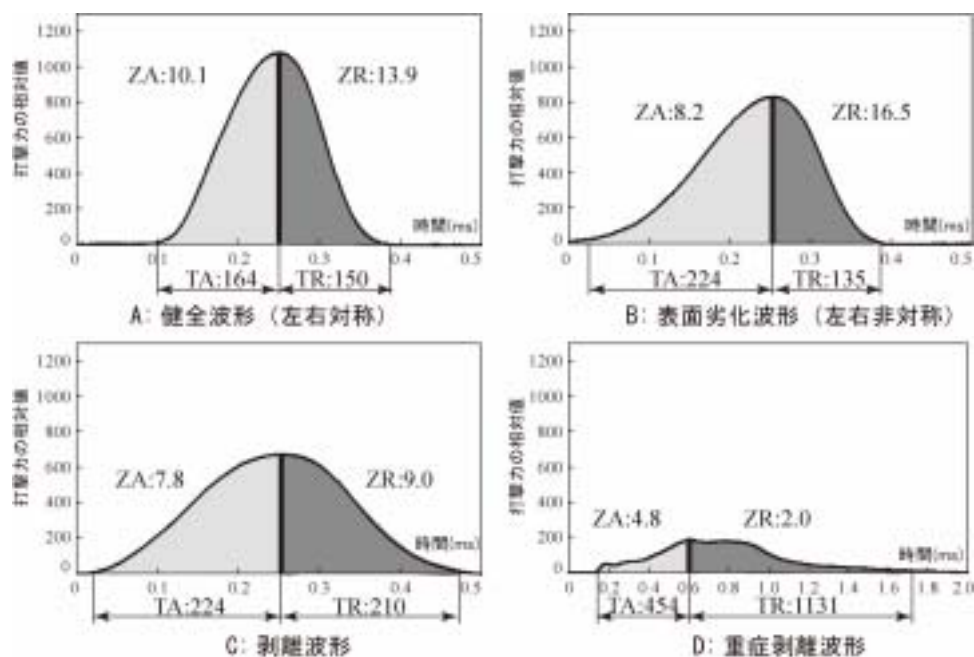 打撃力の相対値
1200
1000
800
600
400
200
0
ZA:10.1
ZR:13.9
時間(ms)
0 0.1 0.2 0.3 0.4 0.5
TA:164
TR:150
A: 健全波形（左右対称）
打撃力の相対値
1200
1000
800
600
400
200
0
ZA:8.2
ZR:16.5
時間(ms)
0 0.1 0.2 0.3 0.4 0.5
TA:224
TR:135
B: 表面劣化波形（左右非対称）
打撃力の相対値
1200
1000
800
600
400
200
0
ZA:7.8
ZR:9.0
時間(ms)
0 0.1 0.2 0.3 0.4 0.5
TA:224
TR:210
C: 剥離波形
打撃力の相対値
1200
1000
800
600
400
200
0
ZA:4.8
ZR:2.0
時間(ms)
0 0.2 0.4 0.6 0.8 1.0 1.2 1.4 1.6 1.8 2.0
TA:454
TR:1131
D: 重症剥離波形